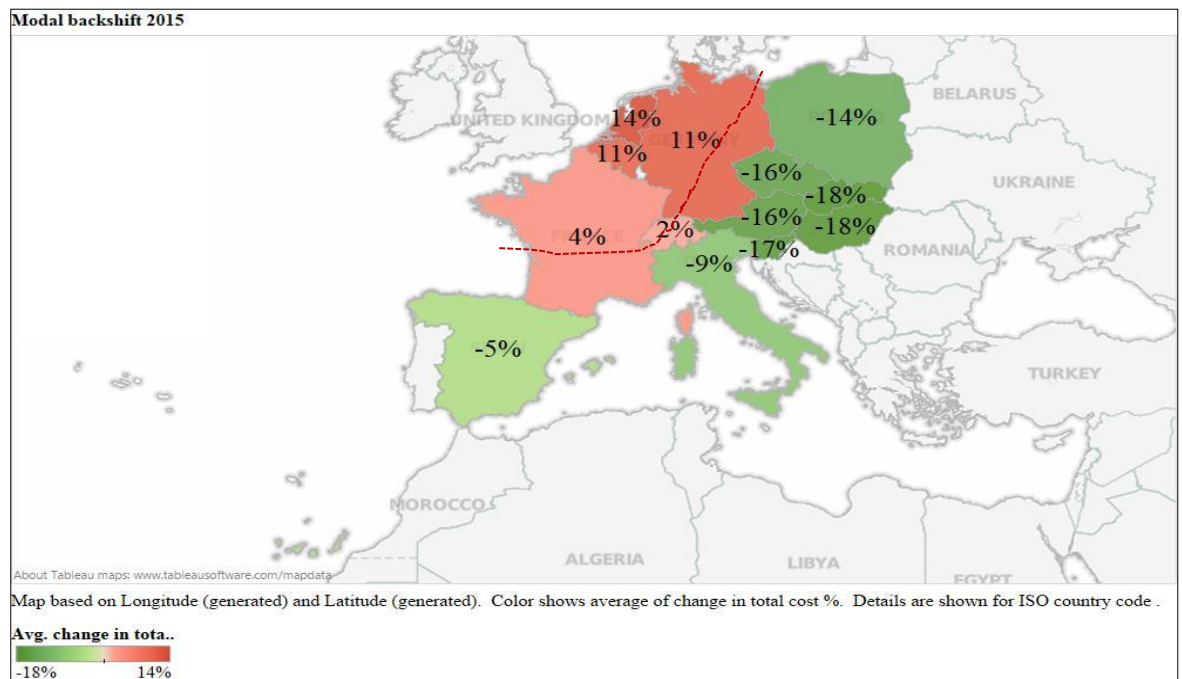 Modal backshift 2015
BELARUS
UNITED KINGDOM
14%
11%
-14%
11%
-16%
UKRAINE
-18%
-16%
-18%
4%
2%
-17%
ROMANIA
-9%
-5%
TURKEY
MOROCCO
ALGERIA
LIBYA
EGYPT
About Tableau maps: www.tableausoftware.com/mapdata
Map based on Longitude (generated) and Latitude (generated).  Color shows average of change in total cost %.  Details are shown for ISO country code .
Avg. change in tota..
-18% 14%